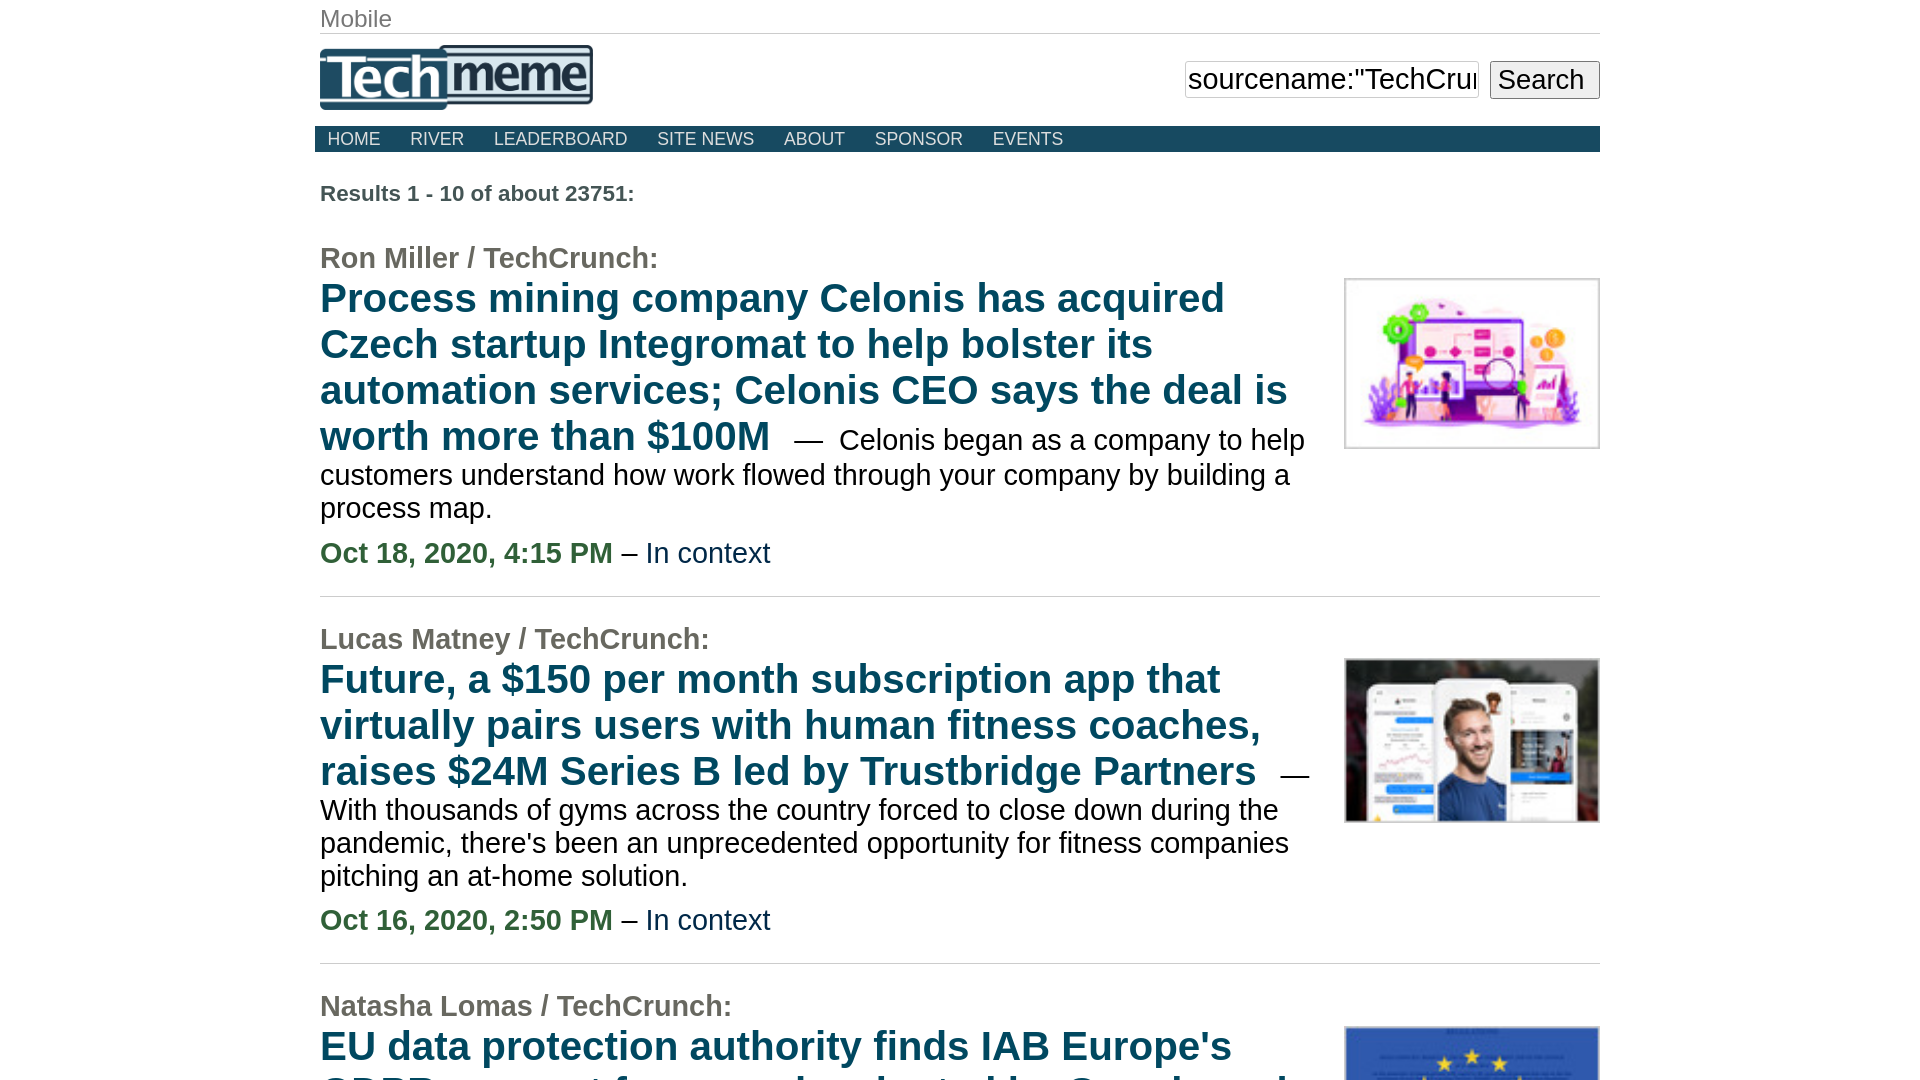 Mobile
Techmeme
sourcename:"TechCrun
Search
HOME RIVER LEADERBOARD SITE NEWS ABOUT SPONSOR EVENTS
Results 1 - 10 of about 23751:
Ron Miller / TechCrunch:
Process mining company Celonis has acquired
Czech startup Integromat to help bolster its
automation services; Celonis CEO says the deal is
worth more than $100M — Celonis began as a company to help
customers understand how work flowed through your company by building a
process map.
Oct 18, 2020, 4:15 PM – In context
Lucas Matney / TechCrunch:
Future, a $150 per month subscription app that
virtually pairs users with human fitness coaches,
raises $24M Series B led by Trustbridge Partners —
With thousands of gyms across the country forced to close down during the
pandemic, there's been an unprecedented opportunity for fitness companies
pitching an at-home solution.
Oct 16, 2020, 2:50 PM – In context
Natasha Lomas / TechCrunch:
EU data protection authority finds IAB Europe's